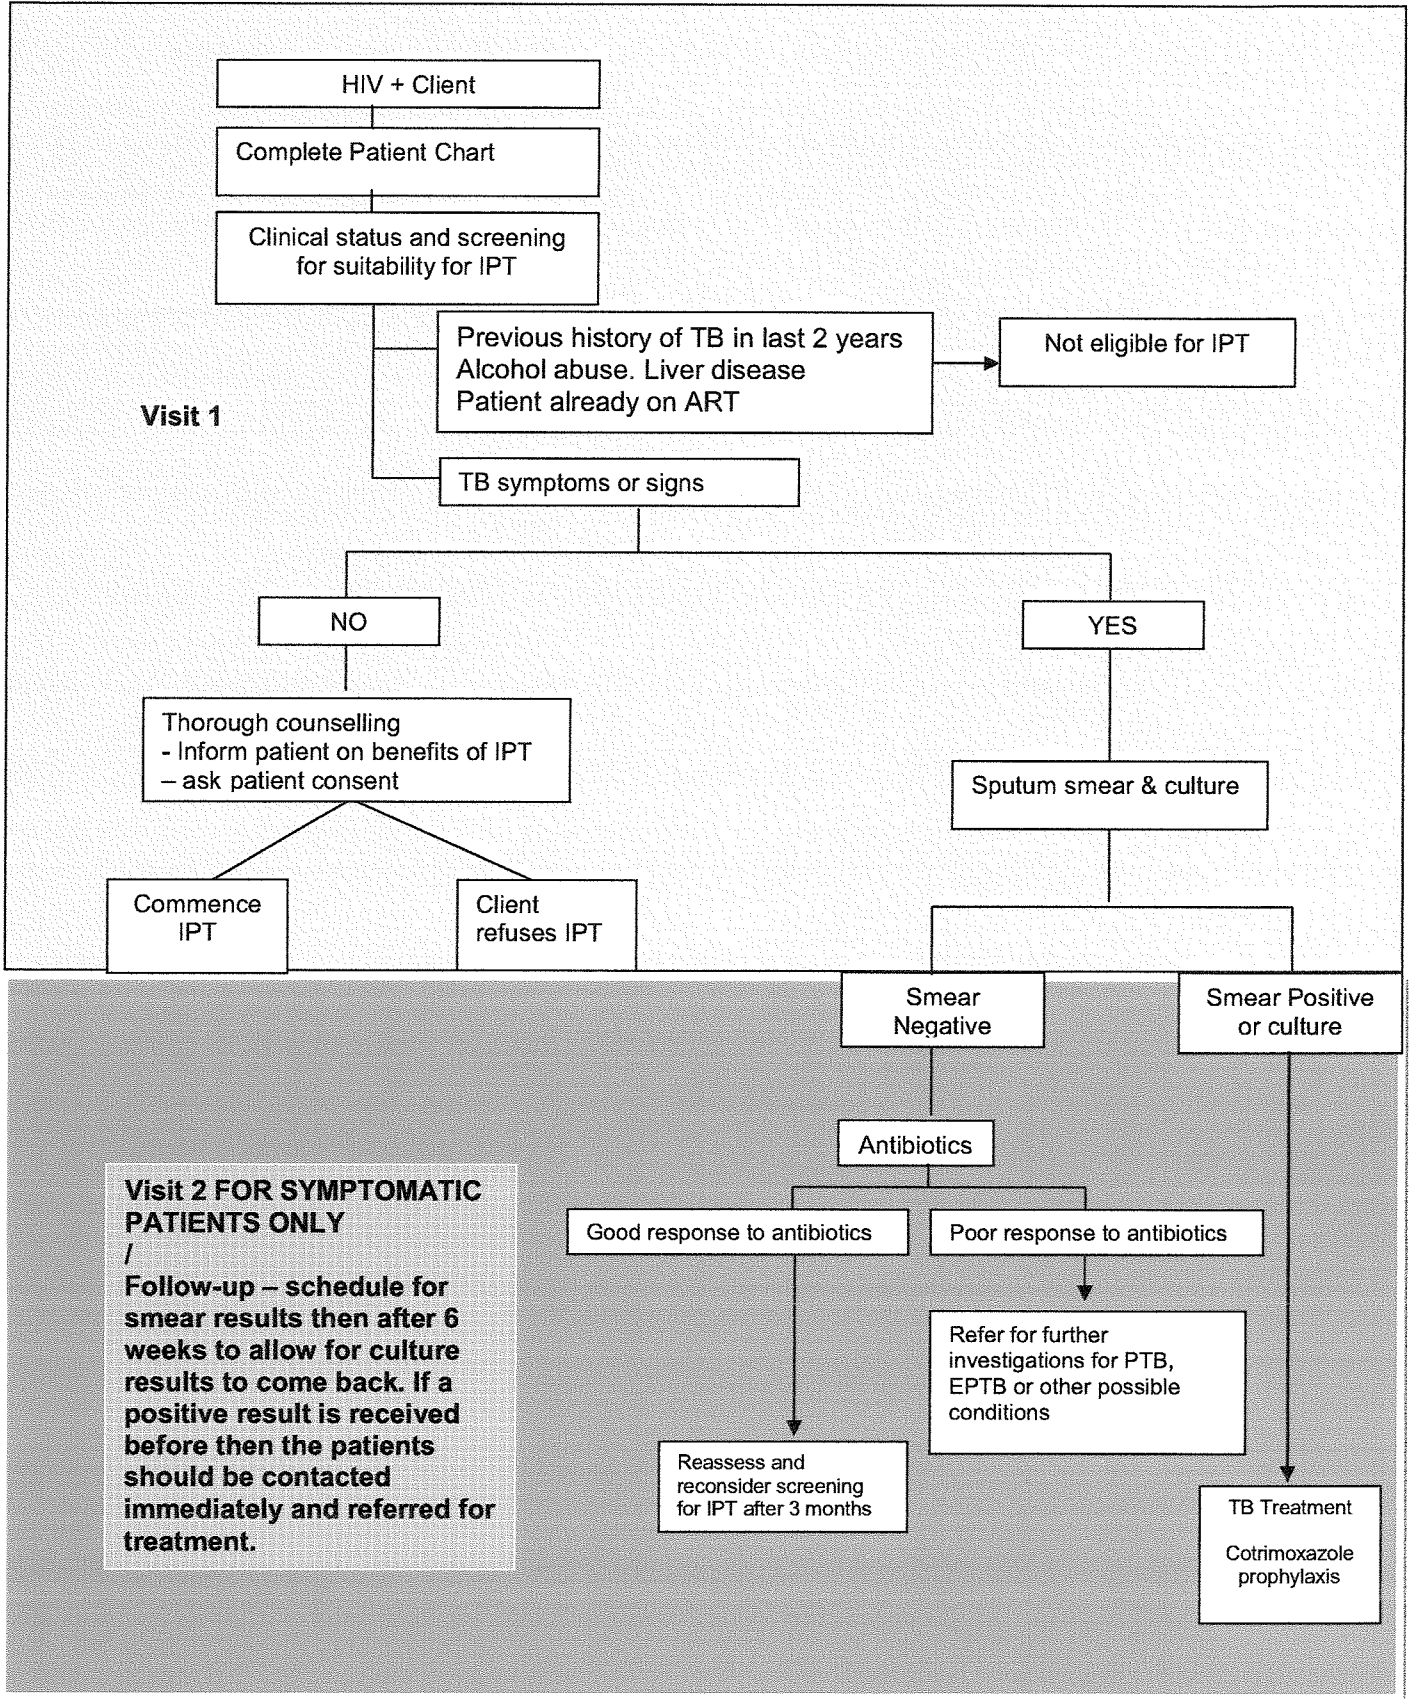 HIV + Client
Complete Patient Chart
Clinical status and screening
for suitability for IPT
Previous history of TB in last 2 years
Alcohol abuse. Liver disease
Patient already on ART
Not eligible for IPT
Visit 1
TB symptoms or signs
NO
YES
Thorough counselling
- Inform patient on benefits of IPT
– ask patient consent
Sputum smear & culture
Commence
IPT
Client
refuses IPT
Smear
Negative
Smear Positive
or culture
Antibiotics
Good response to antibiotics
Poor response to antibiotics
Visit 2 FOR SYMPTOMATIC
PATIENTS ONLY
/
Follow-up – schedule for
smear results then after 6
weeks to allow for culture
results to come back. If a
positive result is received
before then the patients
should be contacted
immediately and referred for
treatment.
Refer for further
investigations for PTB,
EPTB or other possible
conditions
Reassess and
reconsider screening
for IPT after 3 months
TB Treatment
Cotrimoxazole
prophylaxis